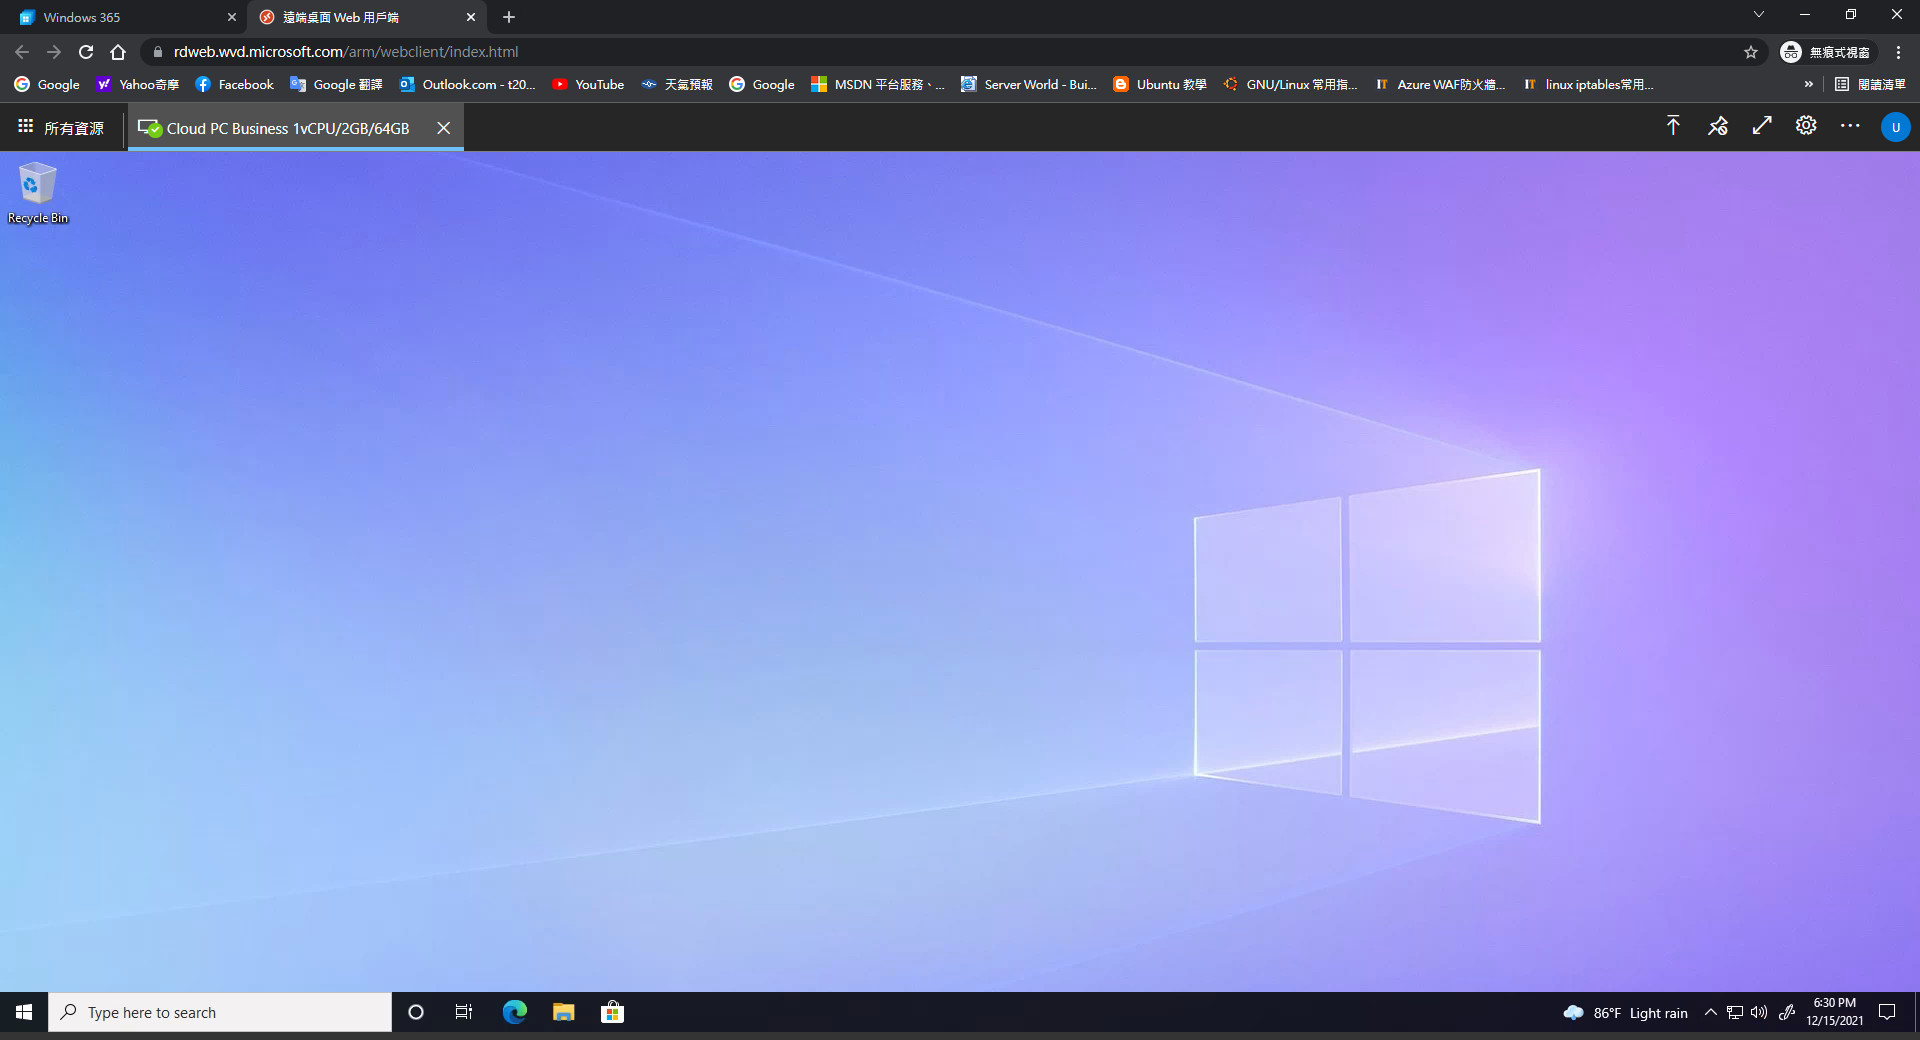 Windows 365
遠端桌面 Web 用戶端
rdweb.wvd.microsoft.com/arm/webclient/index.html
無痕式視窗
Google
Yahoo奇摩
Facebook
Google 翻譯
Outlook.com - t20...
YouTube
天氣預報
Google
MSDN 平台服務、...
Server World - Bui...
Ubuntu 教學
GNU/Linux 常用指...
IT Azure WAF防火牆...
IT linux iptables常用...
»
閱讀清單
所有資源
Cloud PC Business 1vCPU/2GB/64GB
U
Recycle Bin
Type here to search
86°F Light rain
6:30 PM
12/15/2021